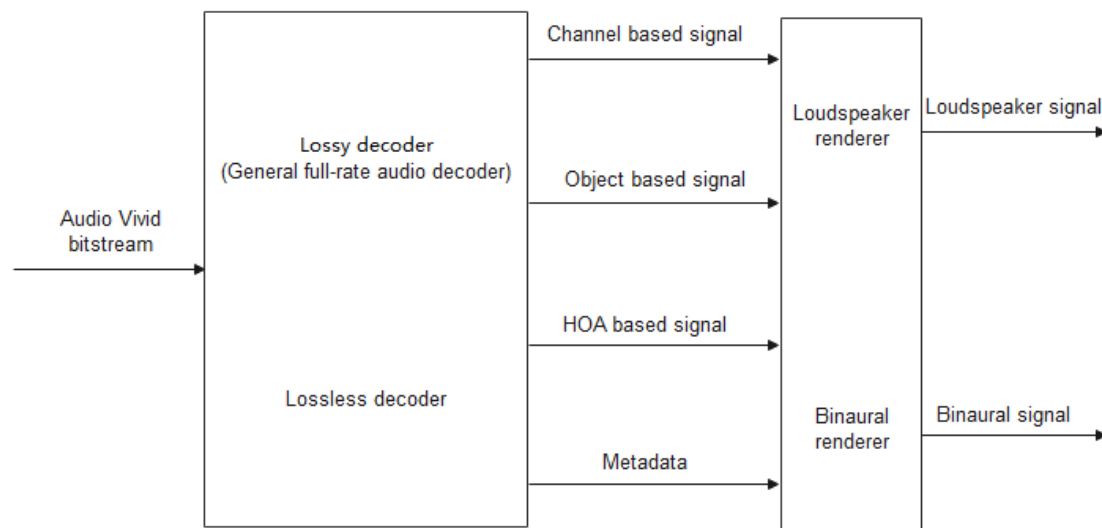 Audio Vivid
bitstream
Lossy decoder
(General full-rate audio decoder)
Lossless decoder
Channel based signal
Object based signal
HOA based signal
Metadata
Loudspeaker
renderer
Binaural
renderer
Loudspeaker signal
Binaural signal